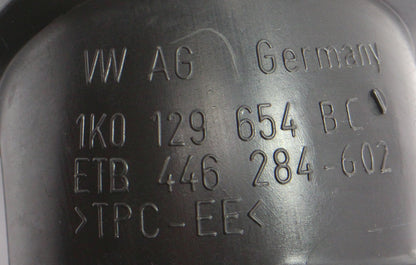 VW AG Germany
1K0 129 654 BC
ETB 446 284-602
>TPC-EE<